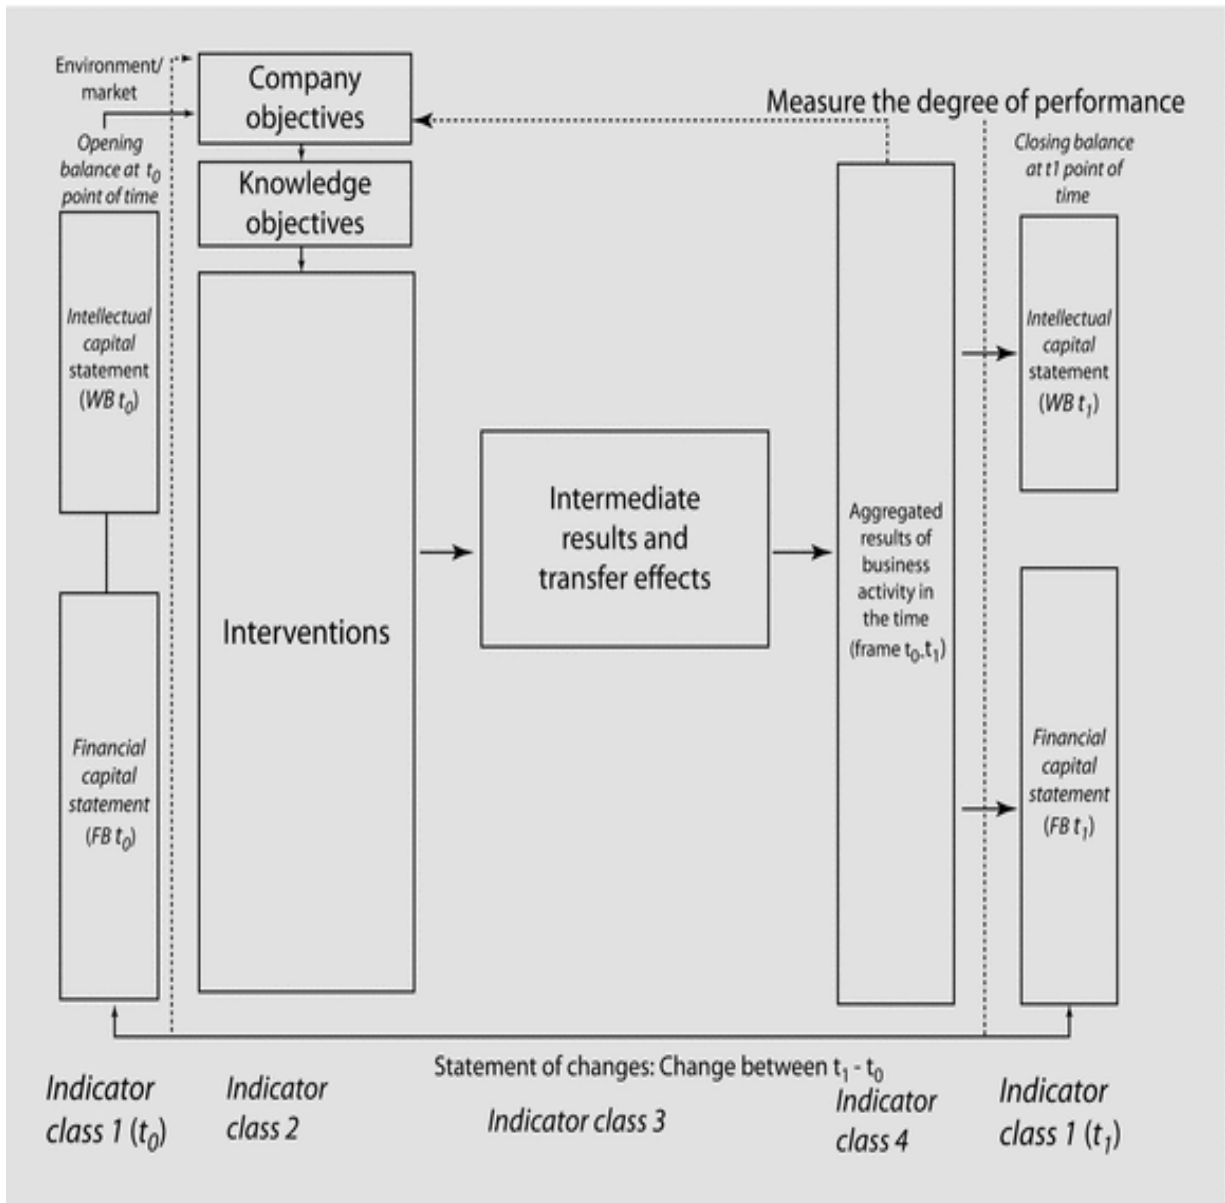 Environment/
market
Opening
balance at t0
point of time
Intellectual
capital
statement
(WB t0)
Financial
capital
statement
(FB t0)
Company
objectives
Knowledge
objectives
Interventions
Intermediate
results and
transfer effects
Measure the degree of performance
Aggregated
results of
business
activity in
the time
(frame t0.t1)
Closing balance
at t1 point of
time
Intellectual
capital
statement
(WB t1)
Financial
capital
statement
(FB t1)
Statement of changes: Change between t1 - t0
Indicator
class 1 (t0)
Indicator
class 2
Indicator class 3
Indicator
class 4
Indicator
class 1 (t1)